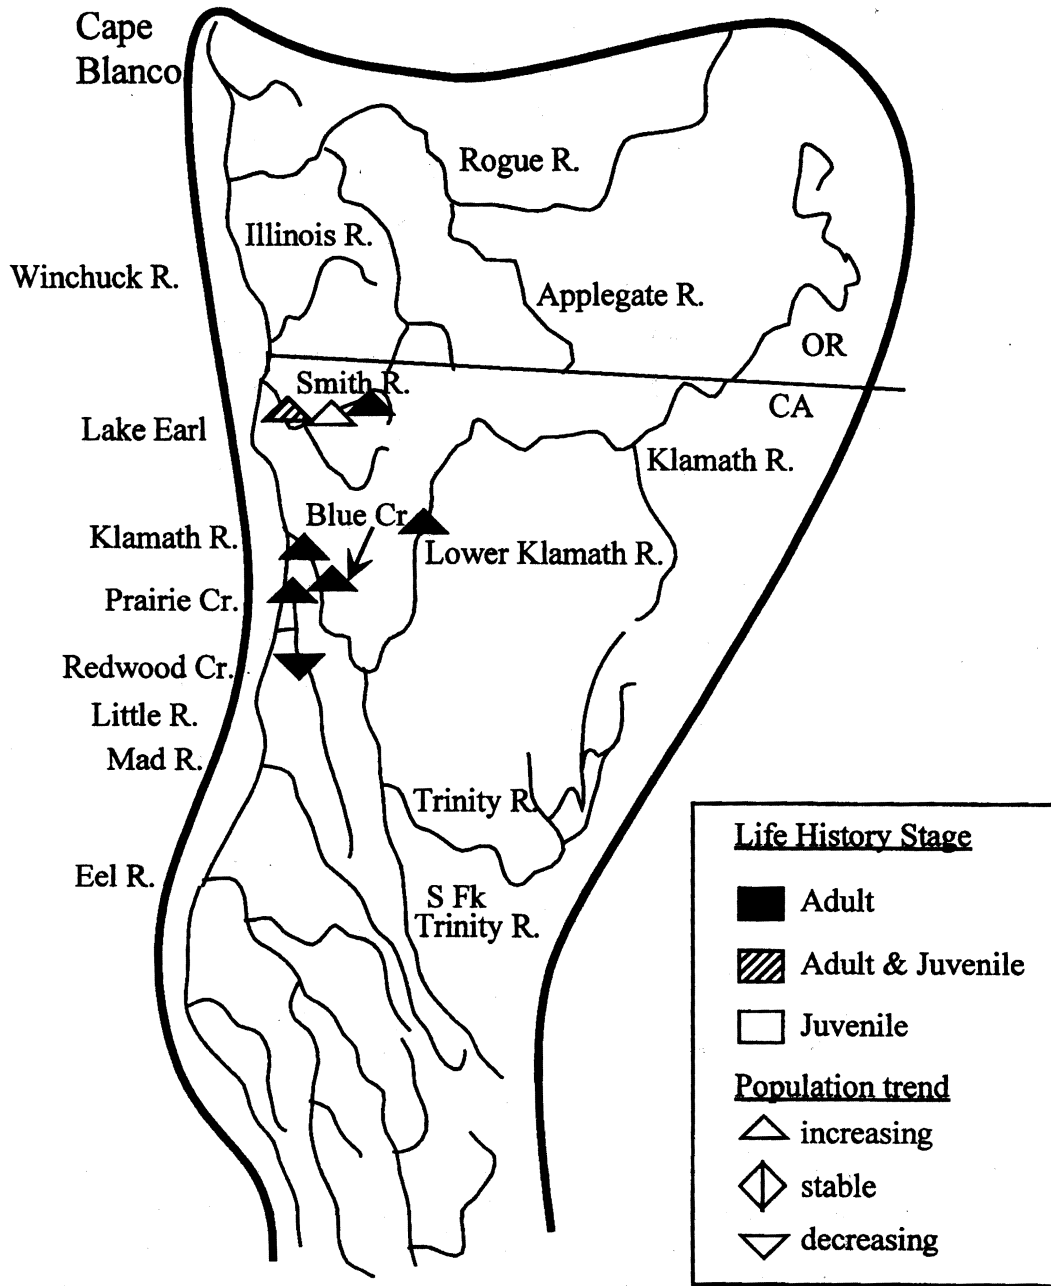 Cape
Blanco
Rogue R.
Illinois R.
Winchuck R.
Applegate R.
OR
Smith R.
CA
Lake Earl
Klamath R.
Blue Cr.
Klamath R.
Lower Klamath R.
Prairie Cr.
Redwood Cr.
Little R.
Mad R.
Trinity R.
Eel R.
S Fk
Trinity R.
Life History Stage
Adult
Adult & Juvenile
Juvenile
Population trend
increasing
stable
decreasing